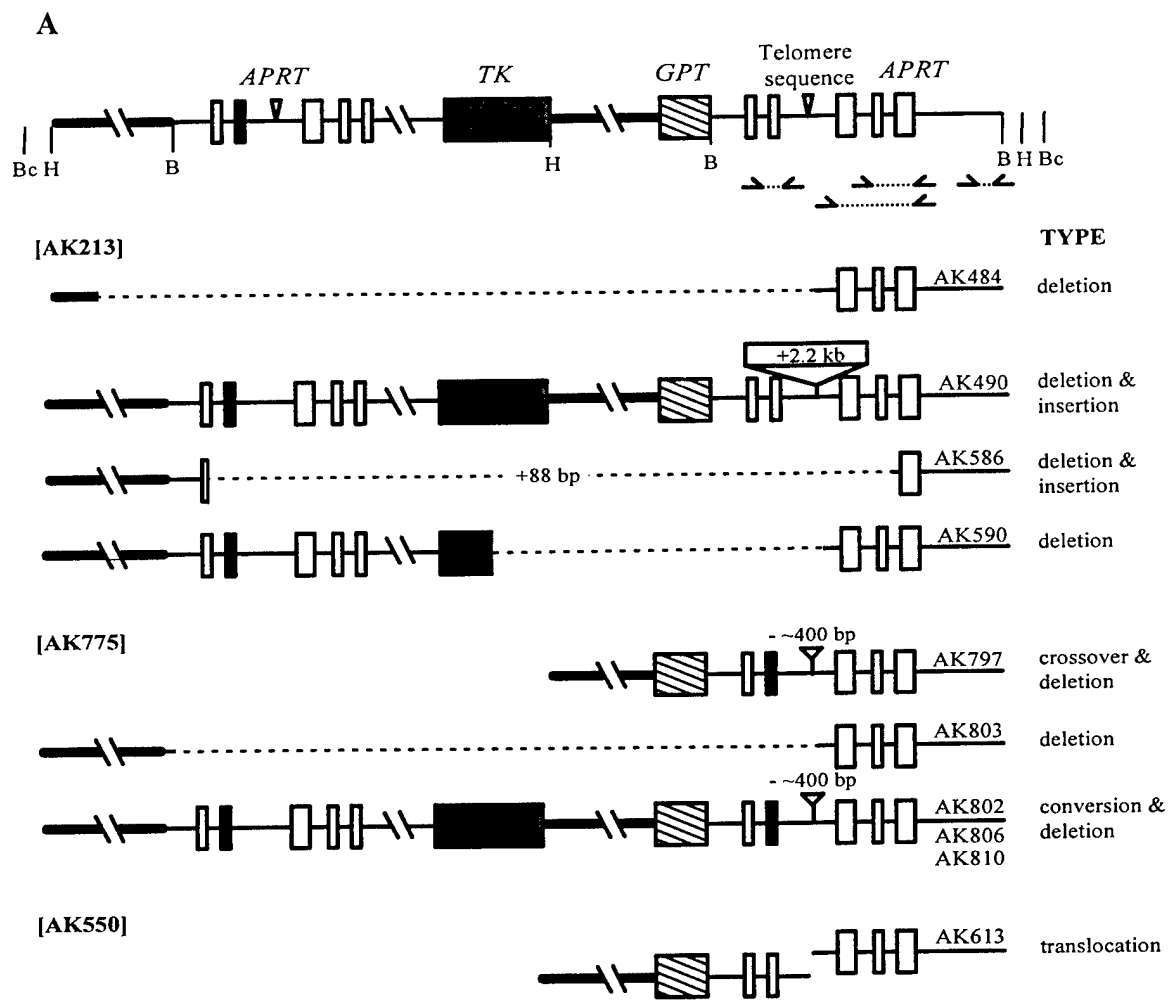 A
APRT TK GPT Telomere sequence APRT
Bc H B H B B H Bc
[AK213] TYPE
AK484 deletion
+2.2 kb
AK490 deletion & insertion
+88 bp
AK586 deletion & insertion
AK590 deletion
[AK775]
- ~400 bp
AK797 crossover & deletion
AK803 deletion
- ~400 bp
AK802 conversion & deletion
AK806
AK810
[AK550]
AK613 translocation